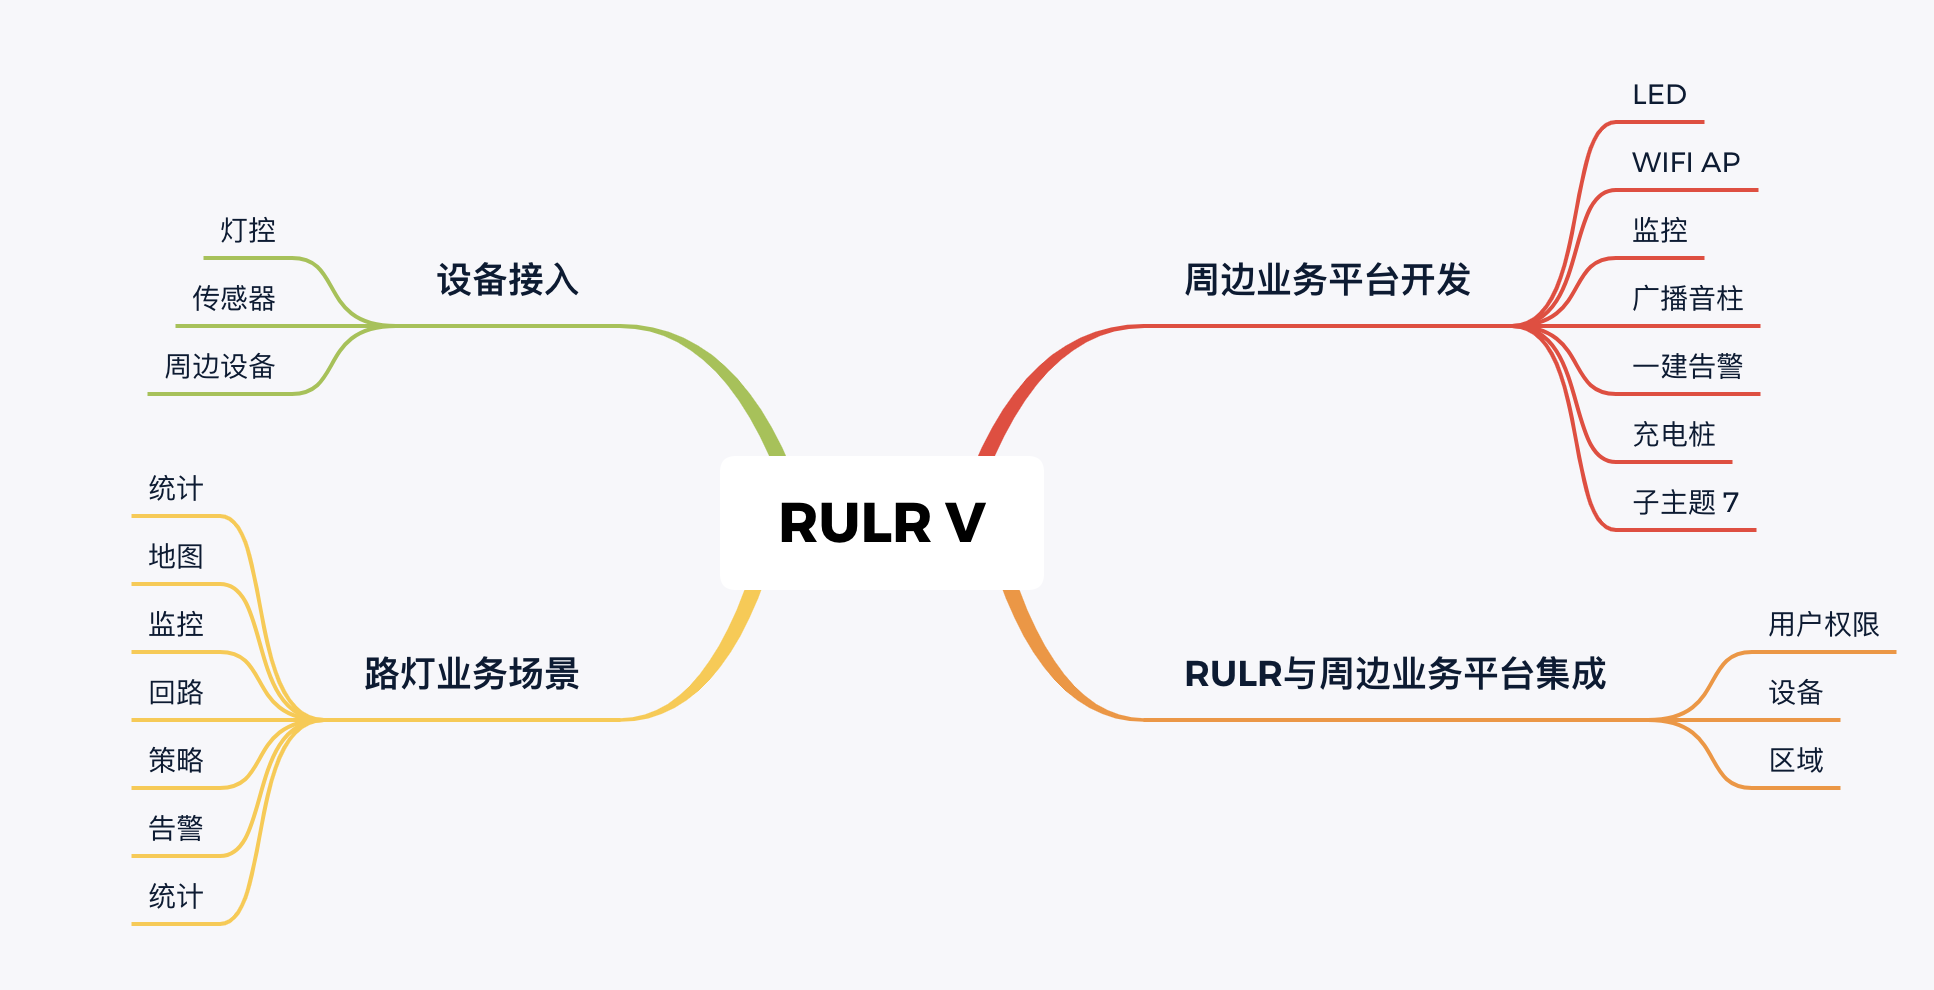 RULR V
周边业务平台开发
LED
WIFI AP
监控
广播音柱
一建告警
充电桩
子主题 7
RULR与周边业务平台集成
用户权限
设备
区域
设备接入
灯控
传感器
周边设备
路灯业务场景
统计
地图
监控
回路
策略
告警
统计